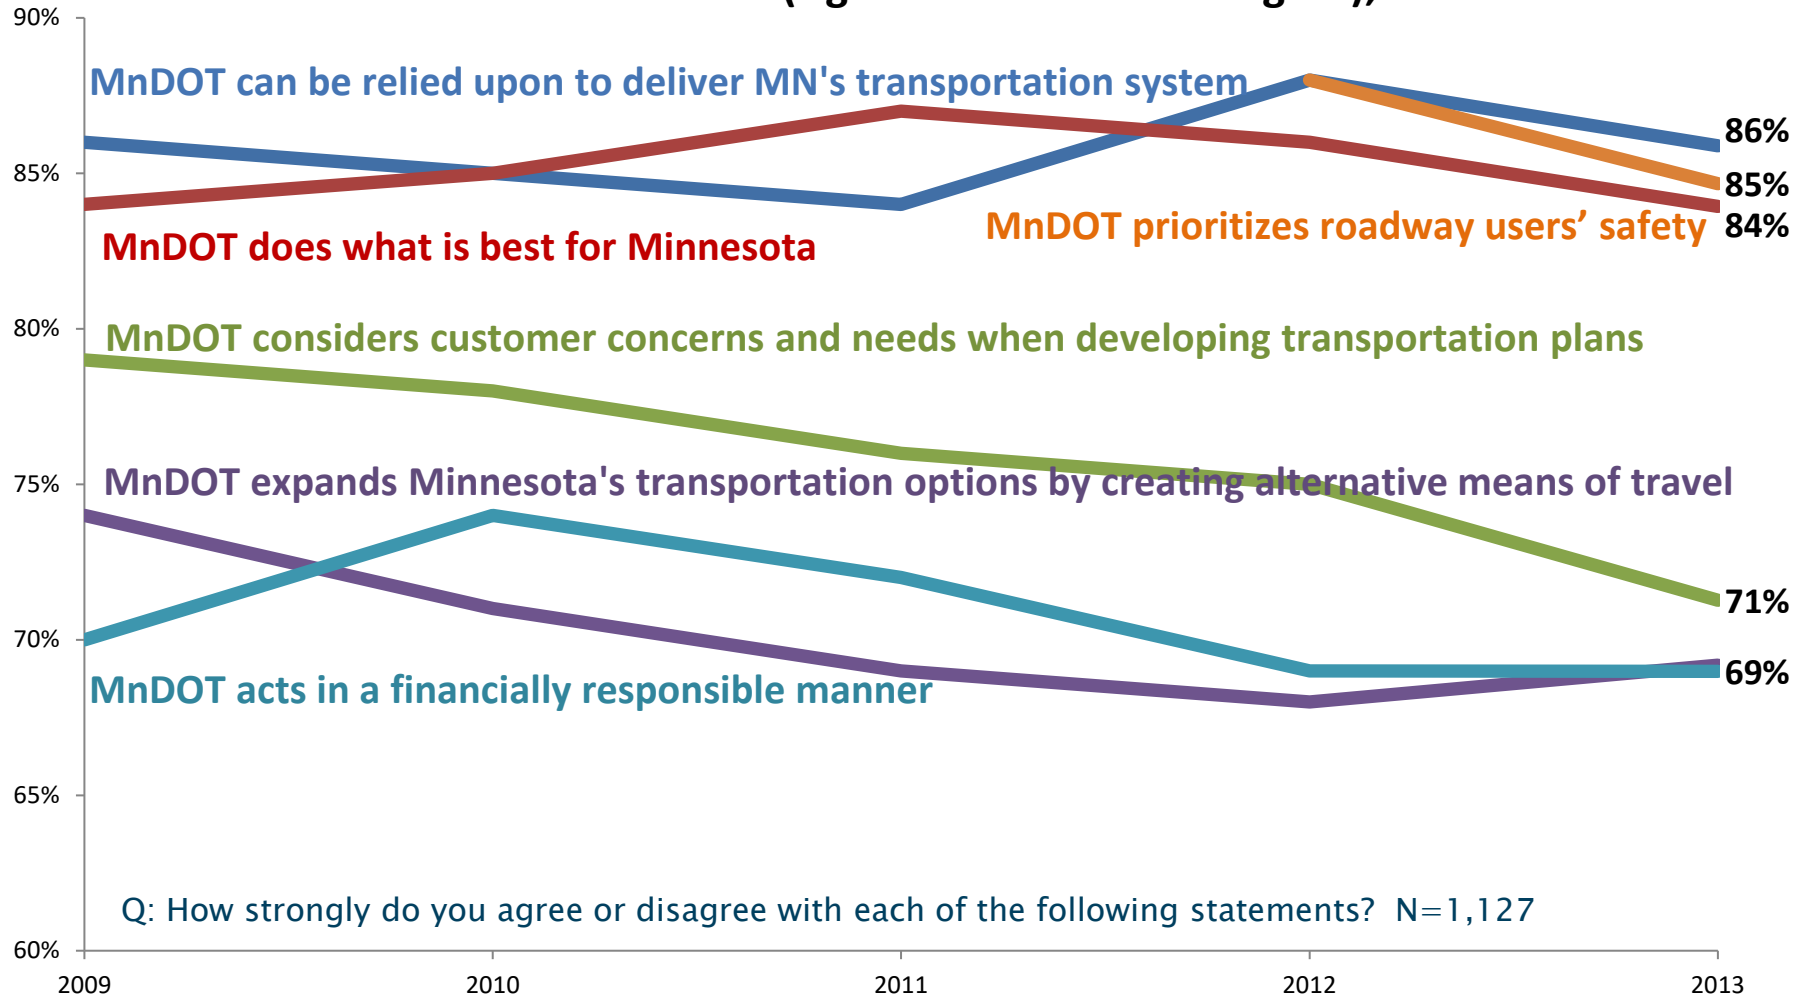 90%
MnDOT can be relied upon to deliver MN's transportation system
86%
85%
85%
MnDOT prioritizes roadway users’ safety
84%
MnDOT does what is best for Minnesota
80%
MnDOT considers customer concerns and needs when developing transportation plans
75%
MnDOT expands Minnesota's transportation options by creating alternative means of travel
71%
70%
69%
MnDOT acts in a financially responsible manner
65%
Q: How strongly do you agree or disagree with each of the following statements?  N=1,127
60%
2009 2010 2011 2012 2013